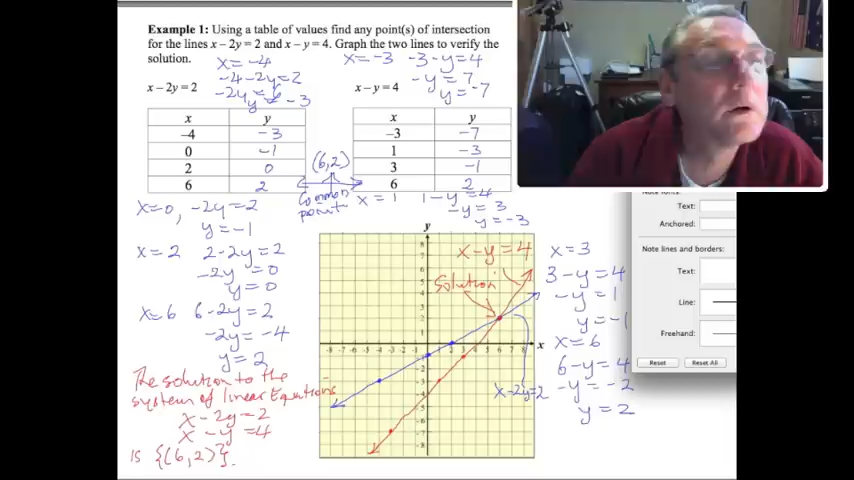 Example 1: Using a table of values find any point(s) of intersection
for the lines x – 2y = 2 and x – y = 4. Graph the two lines to verify the
solution.
x = -4
-4-2y=2
-2y = 6
y = -3
x = -3 -3-y=4
-y=7
y=-7
x – 2y = 2
x – y = 4
x y
–4 -3
0 -1
2 0
6 2
x y
–3 -7
1 -3
3 -1
6 2
(6,2)
Common
point
x=0, -2y=2
y=-1
x=2 2-2y=2
-2y=0
y=0
x=6 6-2y=2
-2y=-4
y=2
x=1 1-y=4
-y=3
y=-3
x=3
3-y=4
-y=1
y=-1
x=6
6-y=4
-y=-2
y=2
y
x-y=4
Solution
x
x-2y=2
The solution to the
system of linear Equations
x-2y=2
x-y=4
is {(6,2)}.
Text:
Anchored:
Note lines and borders:
Text:
Line:
Freehand:
Reset
Reset All